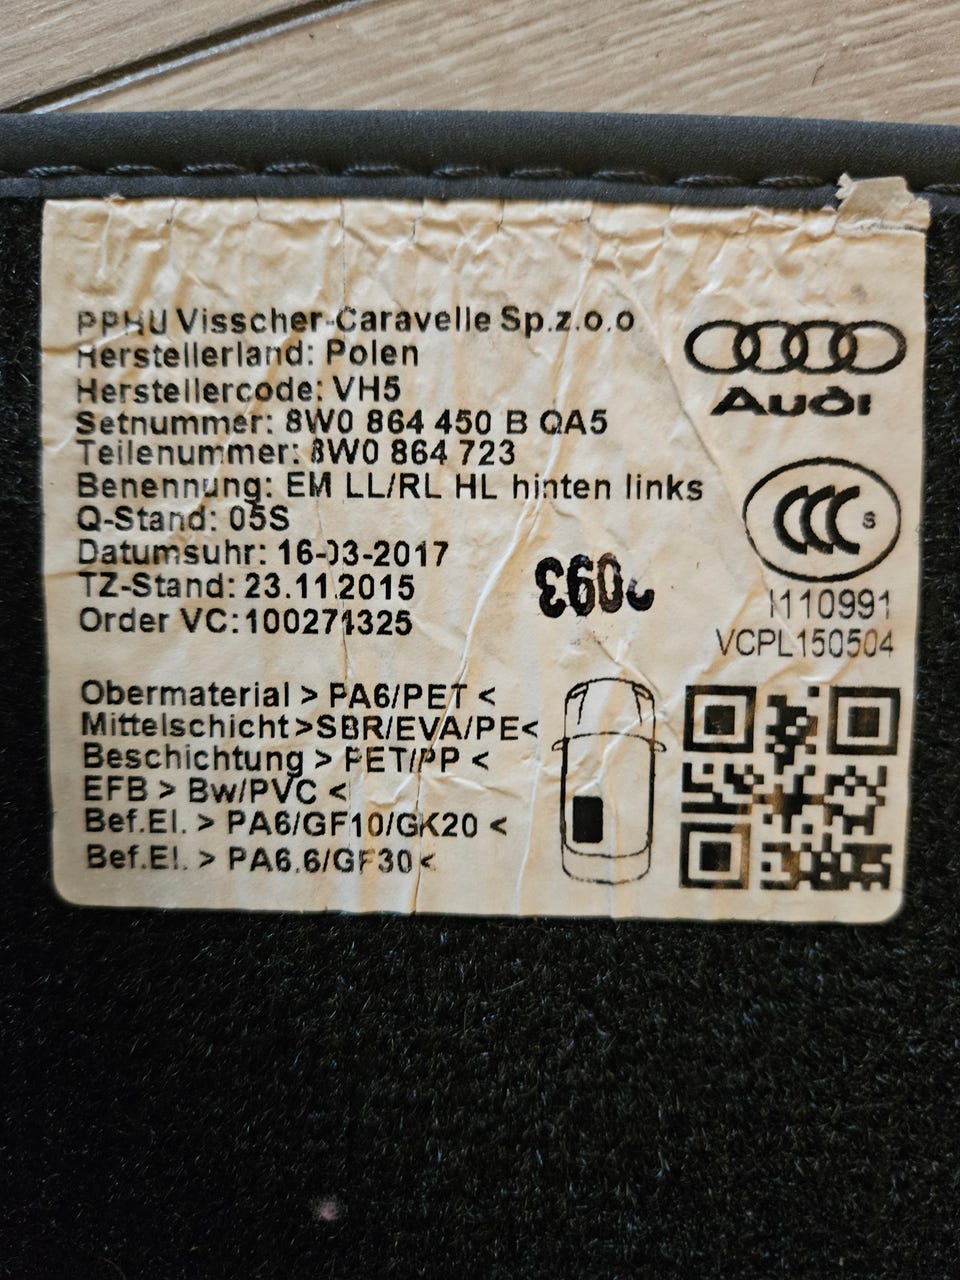 PPHU Visscher-Caravelle Sp.z.o.o
Herstellerland: Polen
Herstellercode: VH5
Setnummer: 8W0 864 450 B QA5
Teilenummer: 8W0 864 723
Benennung: EM LL/RL HL hinten links
Q-Stand: 05S
Datumsuhr: 16-03-2017
TZ-Stand: 23.11.2015
Order VC:100271325
Audi
CCC S
I110991
VCPL150504
Obermaterial > PA6/PET <
Mittelschicht >SBR/EVA/PE<
Beschichtung > PET/PP <
EFB > Bw/PVC <
Bef.El. > PA6/GF10/GK20 <
Bef.El. > PA6.6/GF30<